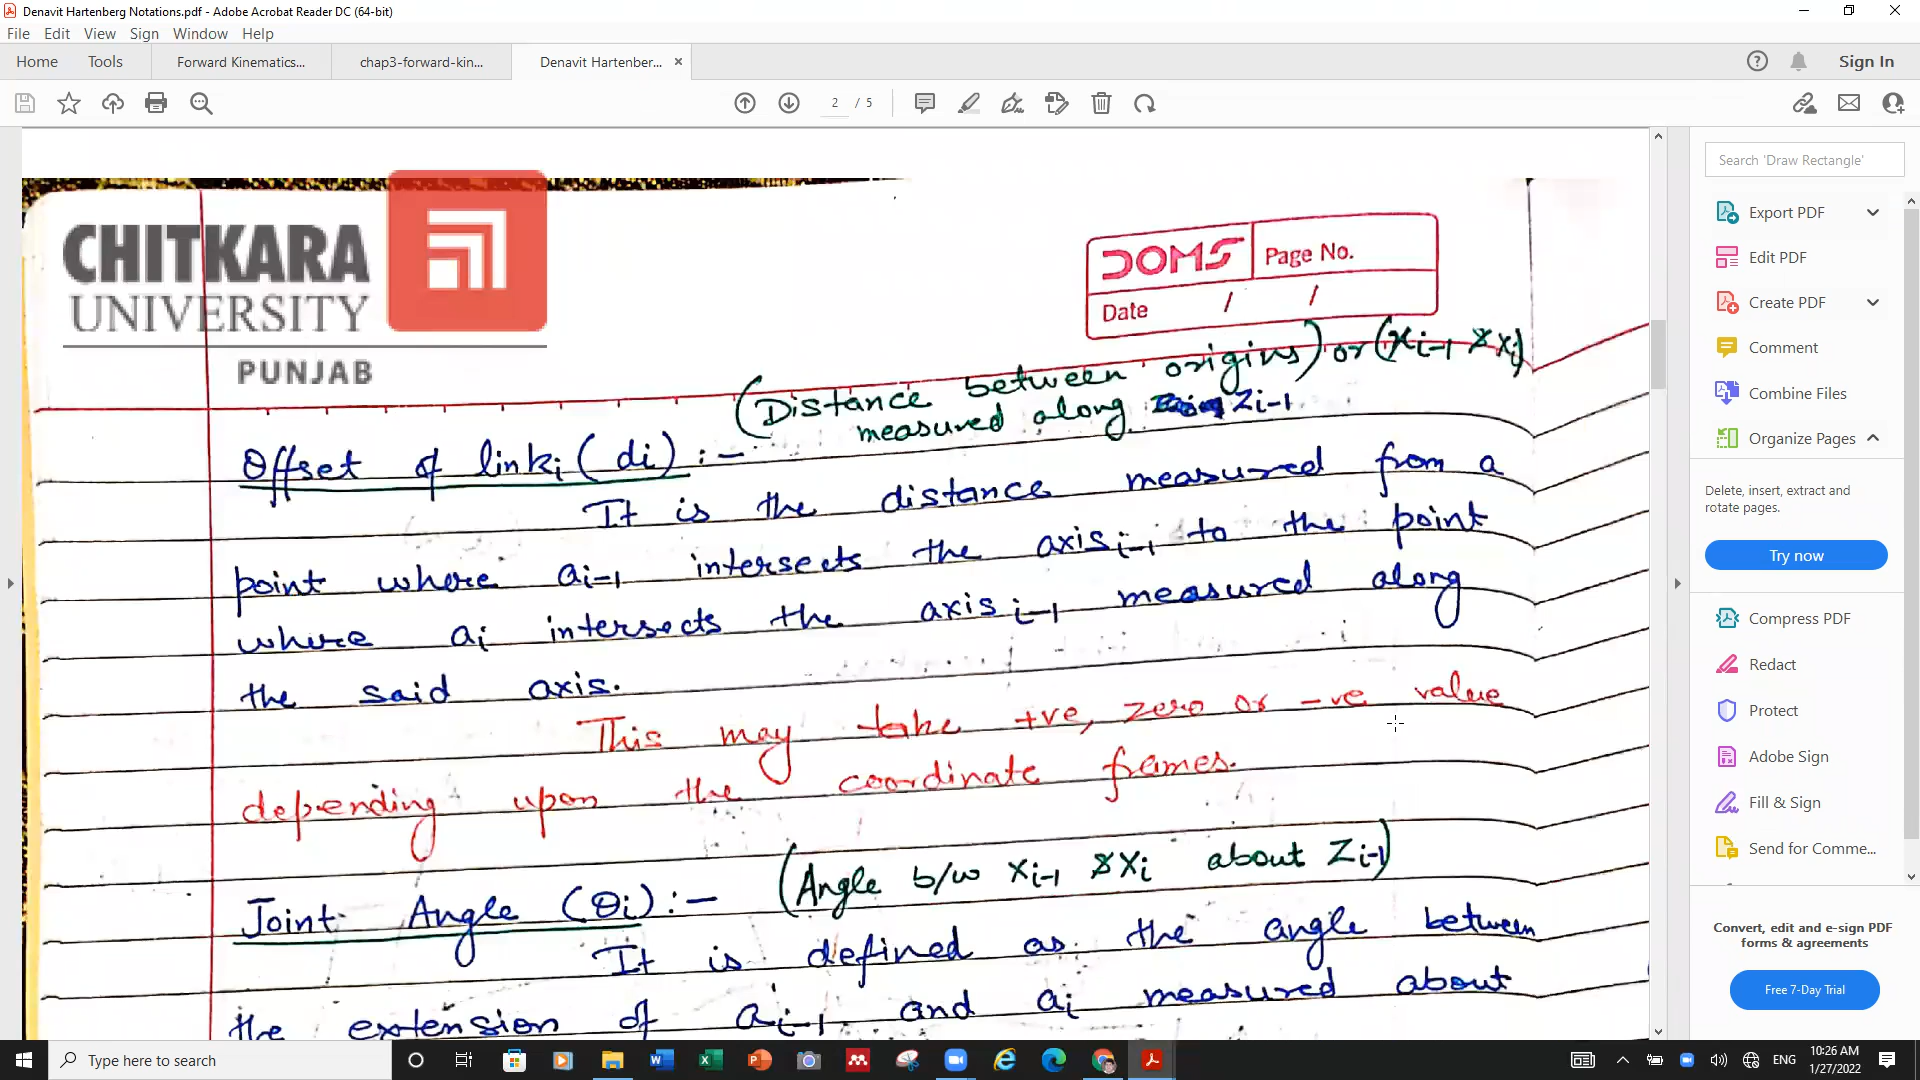 Denavit Hartenberg Notations.pdf - Adobe Acrobat Reader DC (64-bit)
File Edit View Sign Window Help
Home Tools Forward Kinematics... chap3-forward-kin... Denavit Hartenber... ×
Sign In
2 / 5
CHITKARA
UNIVERSITY
PUNJAB
DOMS Page No.
Date / /
(Distance between origins) or (xi-1 & xi)
measured along Zi-1
Offset of linki (di) :-
It is the distance measured from a
point where ai-1 intersects the axisi-1 to the point
where ai intersects the axisi-1 measured along
the said axis.
This may take +ve, zero or -ve value
depending upon the coordinate frames.
Joint Angle (θi) :- (Angle b/w Xi-1 & Xi about Zi-1)
It is defined as the angle between
the extension of ai-1 and ai measured about
Search 'Draw Rectangle'
Export PDF
Edit PDF
Create PDF
Comment
Combine Files
Organize Pages
Delete, insert, extract and
rotate pages.
Try now
Compress PDF
Redact
Protect
Adobe Sign
Fill & Sign
Send for Comme...
Convert, edit and e-sign PDF
forms & agreements
Free 7-Day Trial
Type here to search
ENG
10:26 AM
1/27/2022